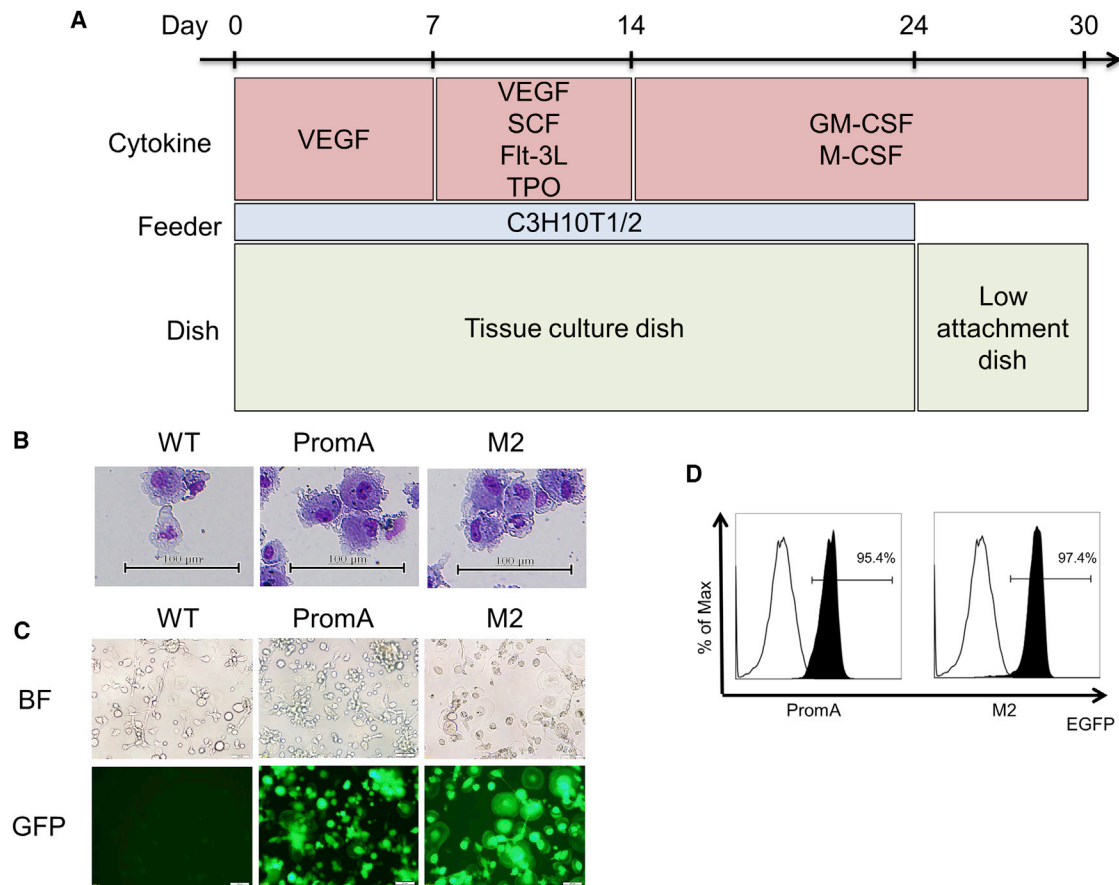 A
Day 0 7 14 24 30
Cytokine
VEGF
VEGF
SCF
Flt-3L
TPO
GM-CSF
M-CSF
Feeder
C3H10T1/2
Dish
Tissue culture dish
Low
attachment
dish
B
WT PromA M2
100 μm 100 μm 100 μm
C
WT PromA M2
BF
GFP
D
% of Max
95.4% 97.4%
PromA M2
EGFP